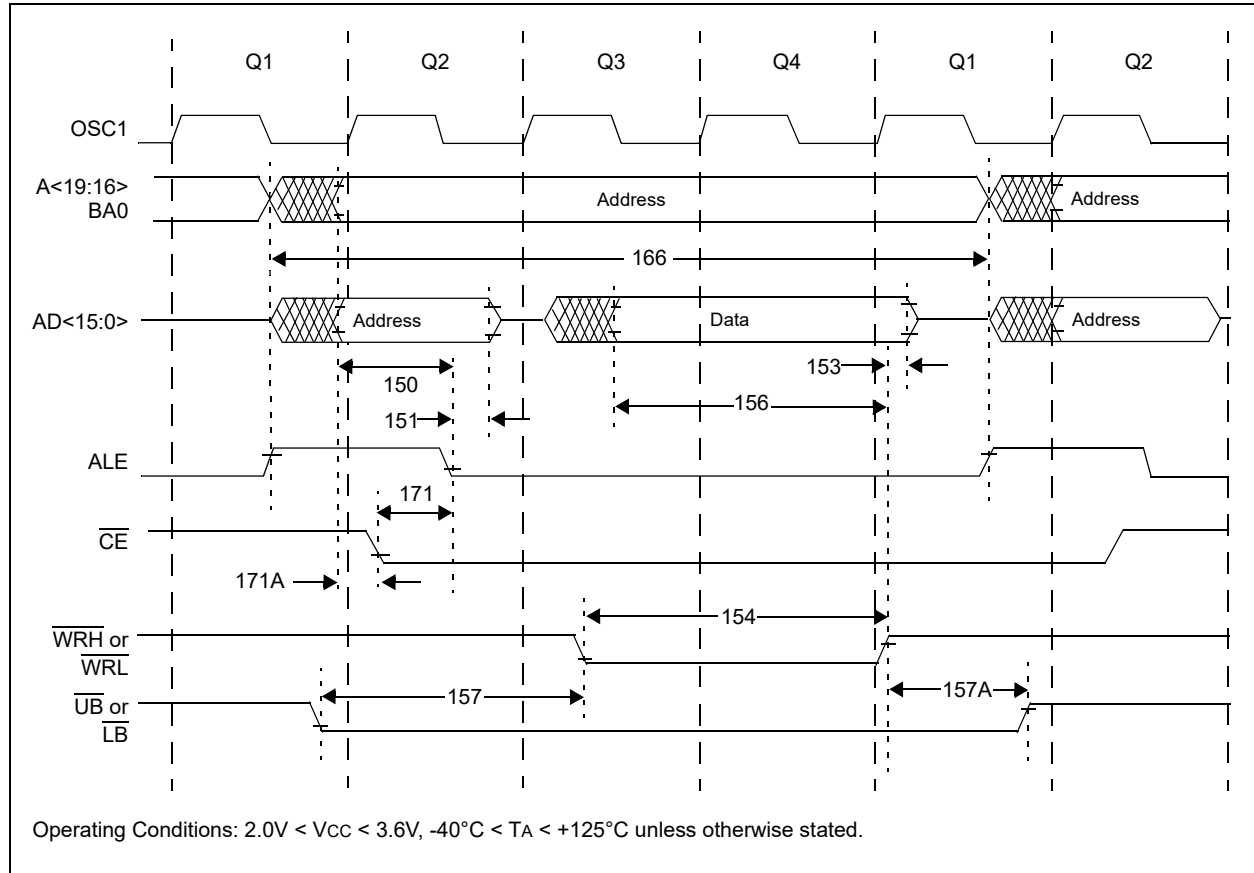 Q1 Q2 Q3 Q4 Q1 Q2
OSC1
A<19:16>
BA0
Address
Address
166
AD<15:0>
Address
Data
Address
150
153
156
151
ALE
171
CE
171A
154
WRH or
WRL
157
157A
UB or
LB
Operating Conditions: 2.0V < VCC < 3.6V, -40°C < TA < +125°C unless otherwise stated.